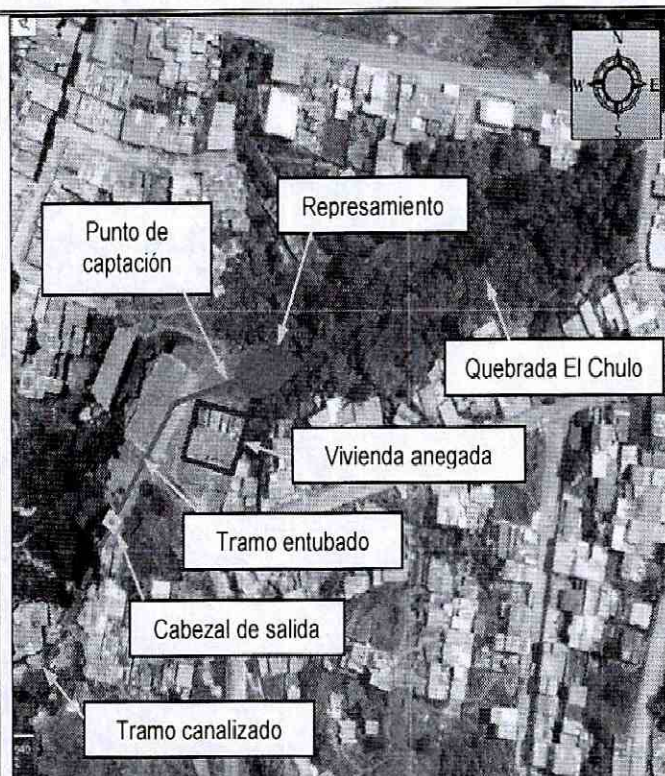 N
W E
S
Represamiento
Punto de
captación
Quebrada El Chulo
Vivienda anegada
Tramo entubado
Cabezal de salida
Tramo canalizado